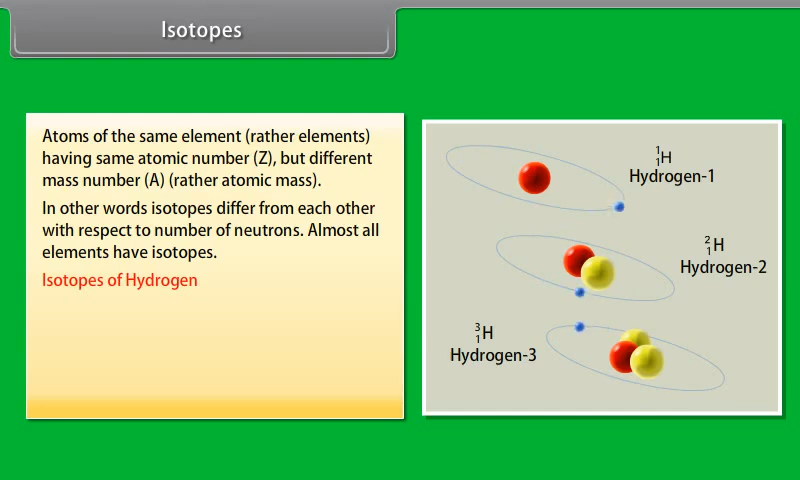 Isotopes
Atoms of the same element (rather elements)
having same atomic number (Z), but different
mass number (A) (rather atomic mass).
In other words isotopes differ from each other
with respect to number of neutrons. Almost all
elements have isotopes.
Isotopes of Hydrogen
¹₁H
Hydrogen-1
²₁H
Hydrogen-2
³₁H
Hydrogen-3